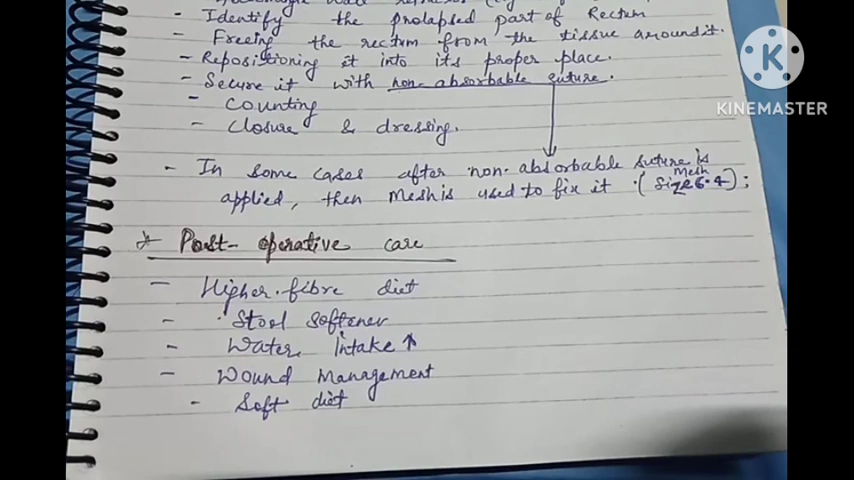 - Identify the prolapsed part of Rectum
- Freeing the rectum from the tissue around it.
- Repositioning it into its proper place.
- Secure it with non-absorbable suture.
- Counting
- Closure & dressing.
- In some cases after non-absorbable suture is
applied, then Mesh is used to fix it (Mesh Size 6·4);
* Post-operative care
- Higher fibre diet
- Stool softener
- Water Intake ↑
- Wound Management
- Soft diet
KINEMASTER